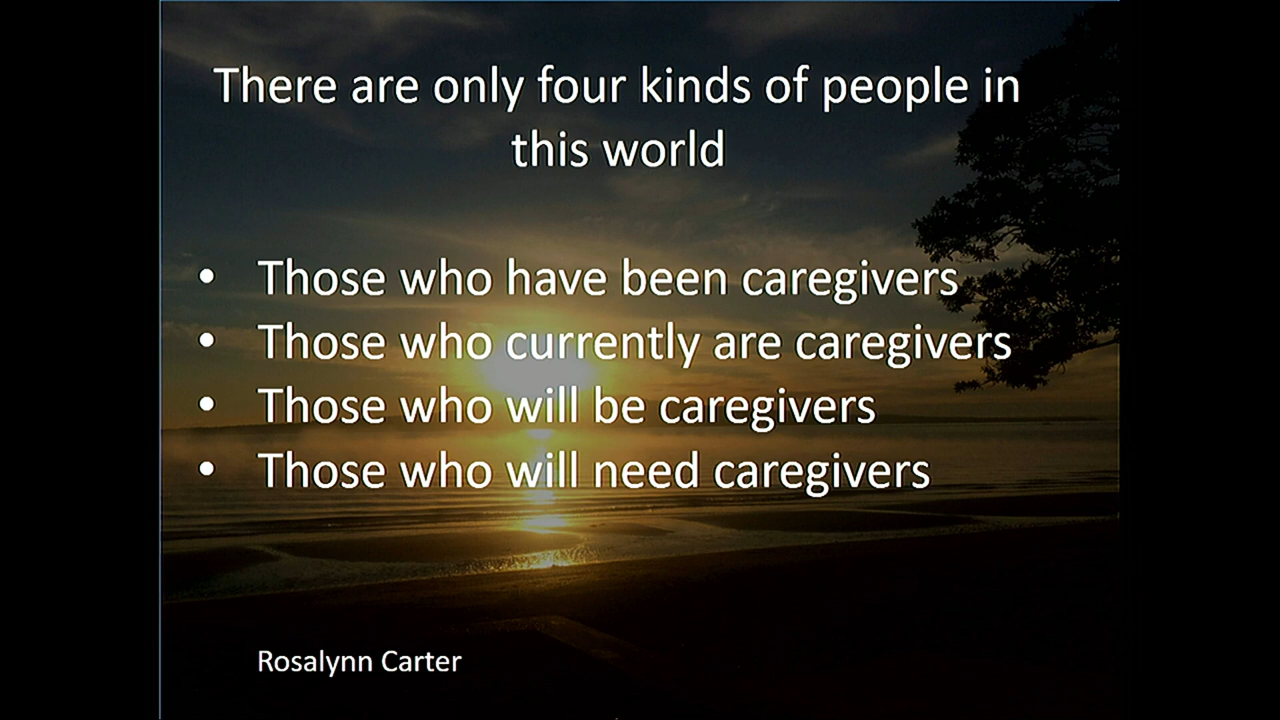 There are only four kinds of people in
this world
• Those who have been caregivers
• Those who currently are caregivers
• Those who will be caregivers
• Those who will need caregivers
Rosalynn Carter